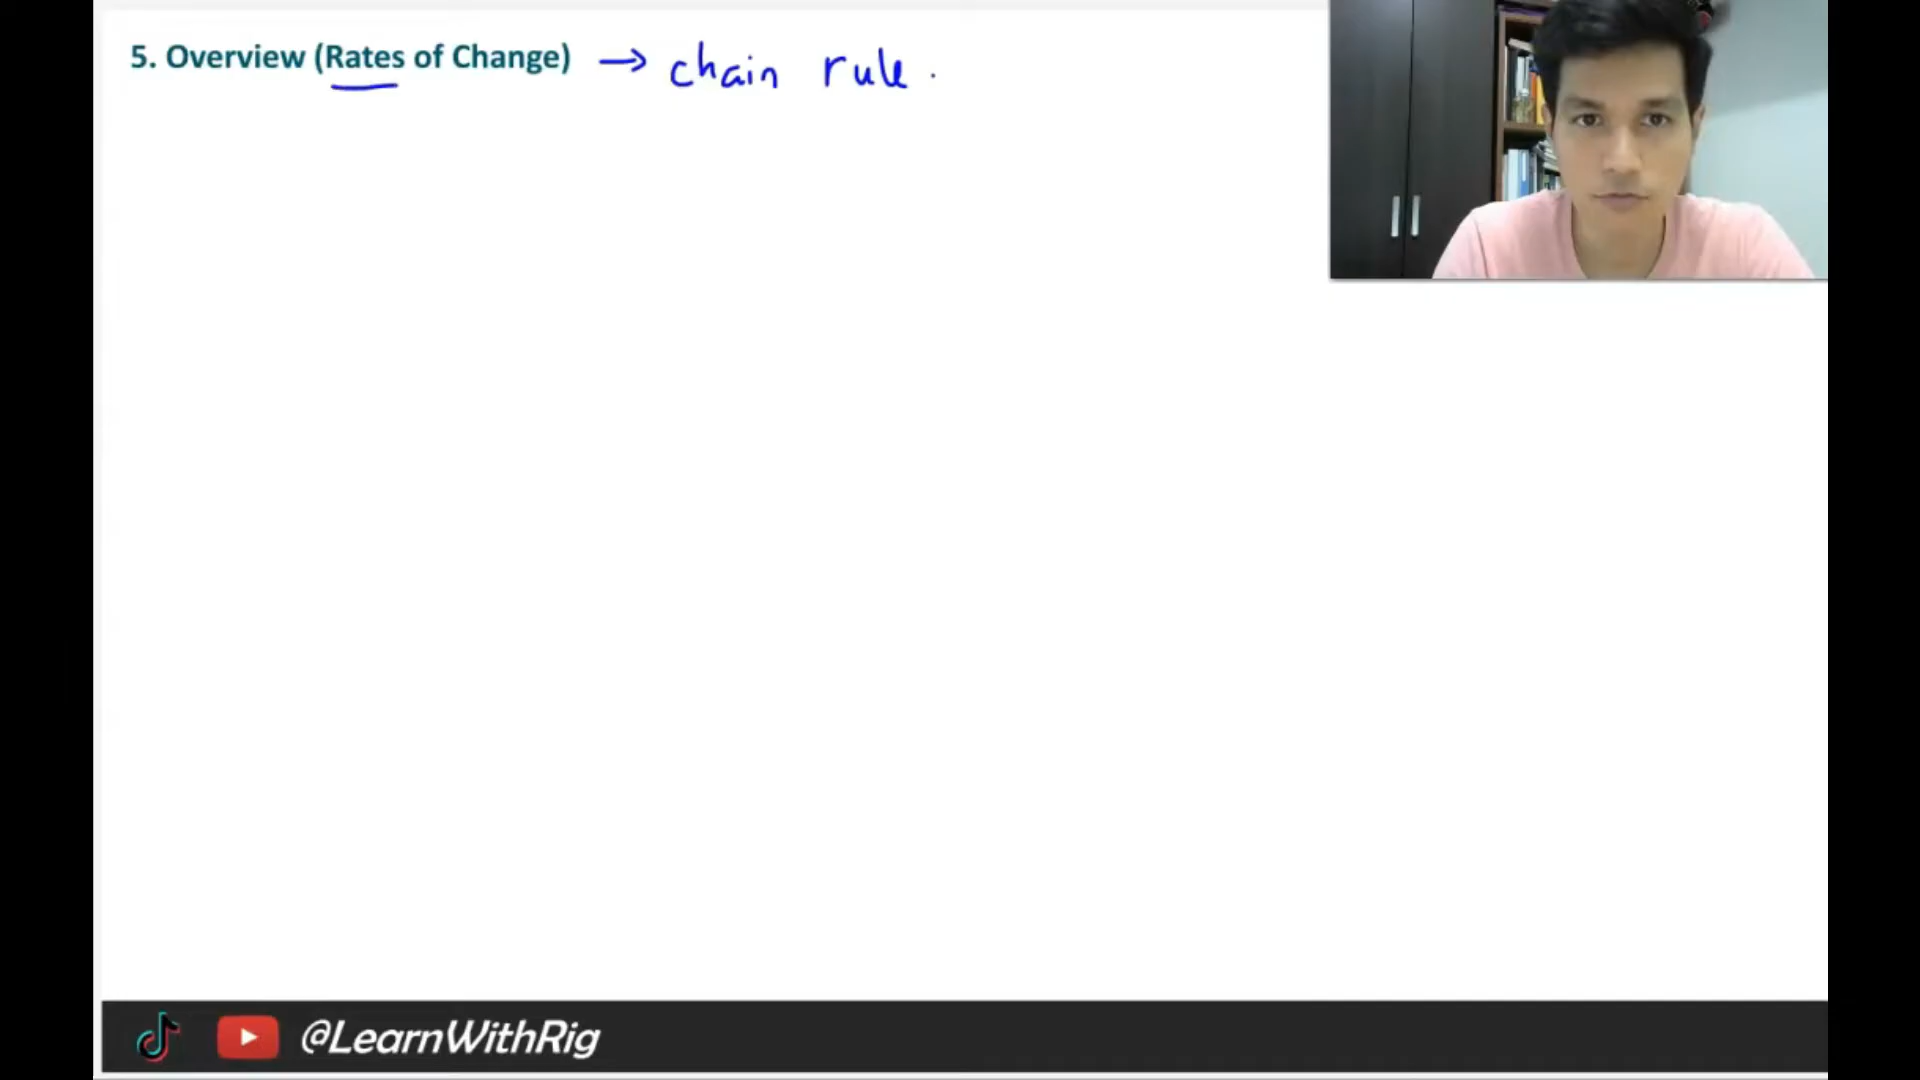 5. Overview (Rates of Change) → chain rule.
@LearnWithRig